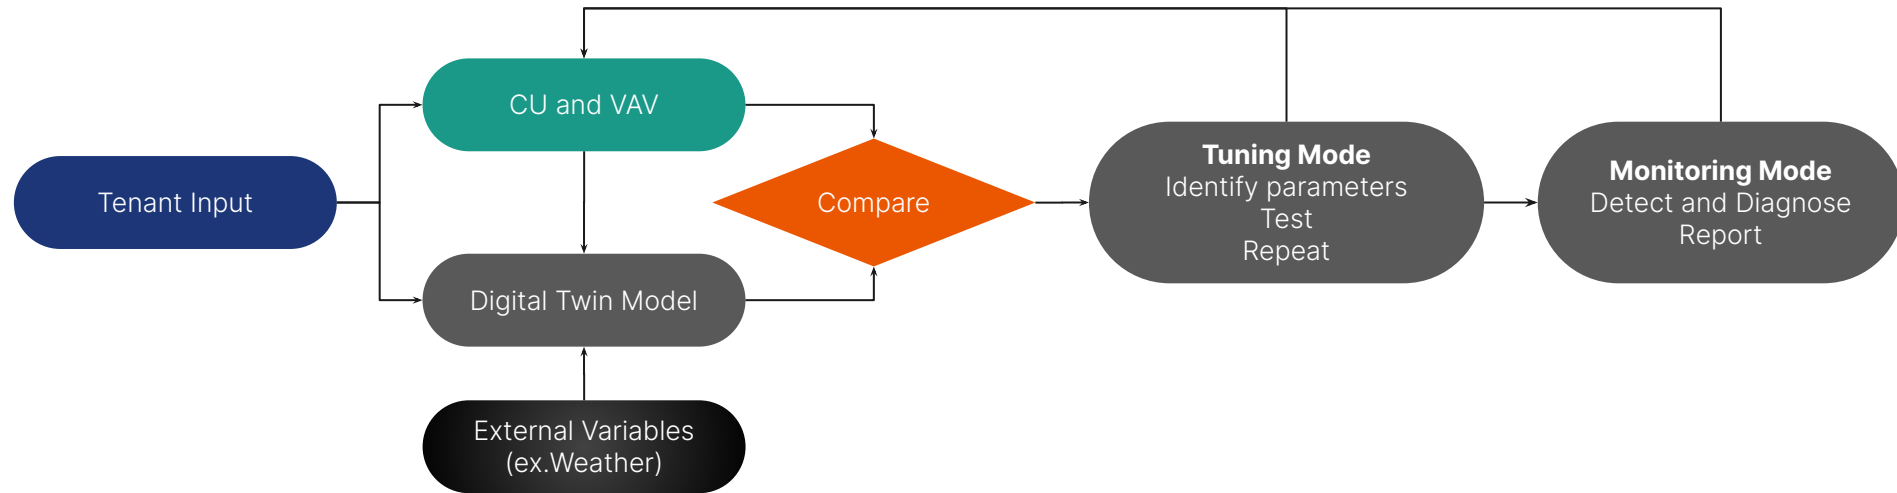 CU and VAV
Tenant Input
Compare
Tuning Mode
Identify parameters
Test
Repeat
Monitoring Mode
Detect and Diagnose
Report
Digital Twin Model
External Variables
(ex.Weather)